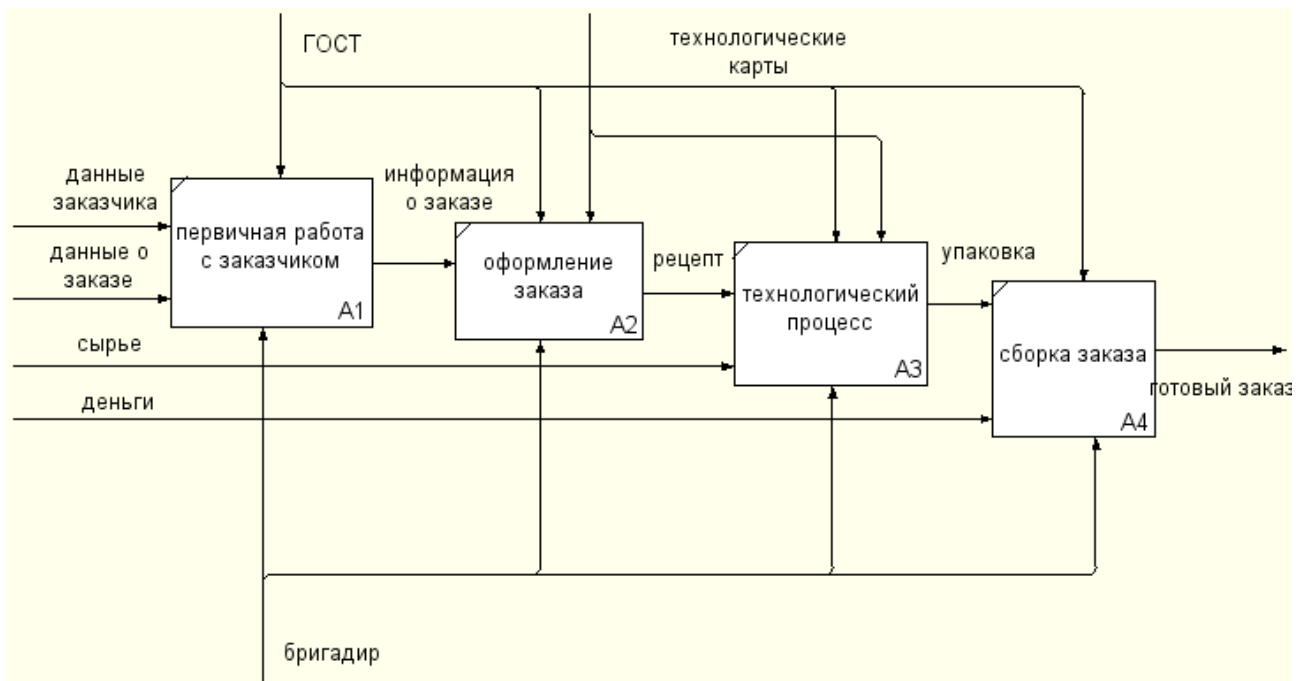 ГОСТ
технологические
карты
данные
заказчика
данные о
заказе
сырье
деньги
первичная работа
с заказчиком
A1
информация
о заказе
оформление
заказа
A2
рецепт
технологический
процесс
A3
упаковка
сборка заказа
A4
готовый заказ
бригадир